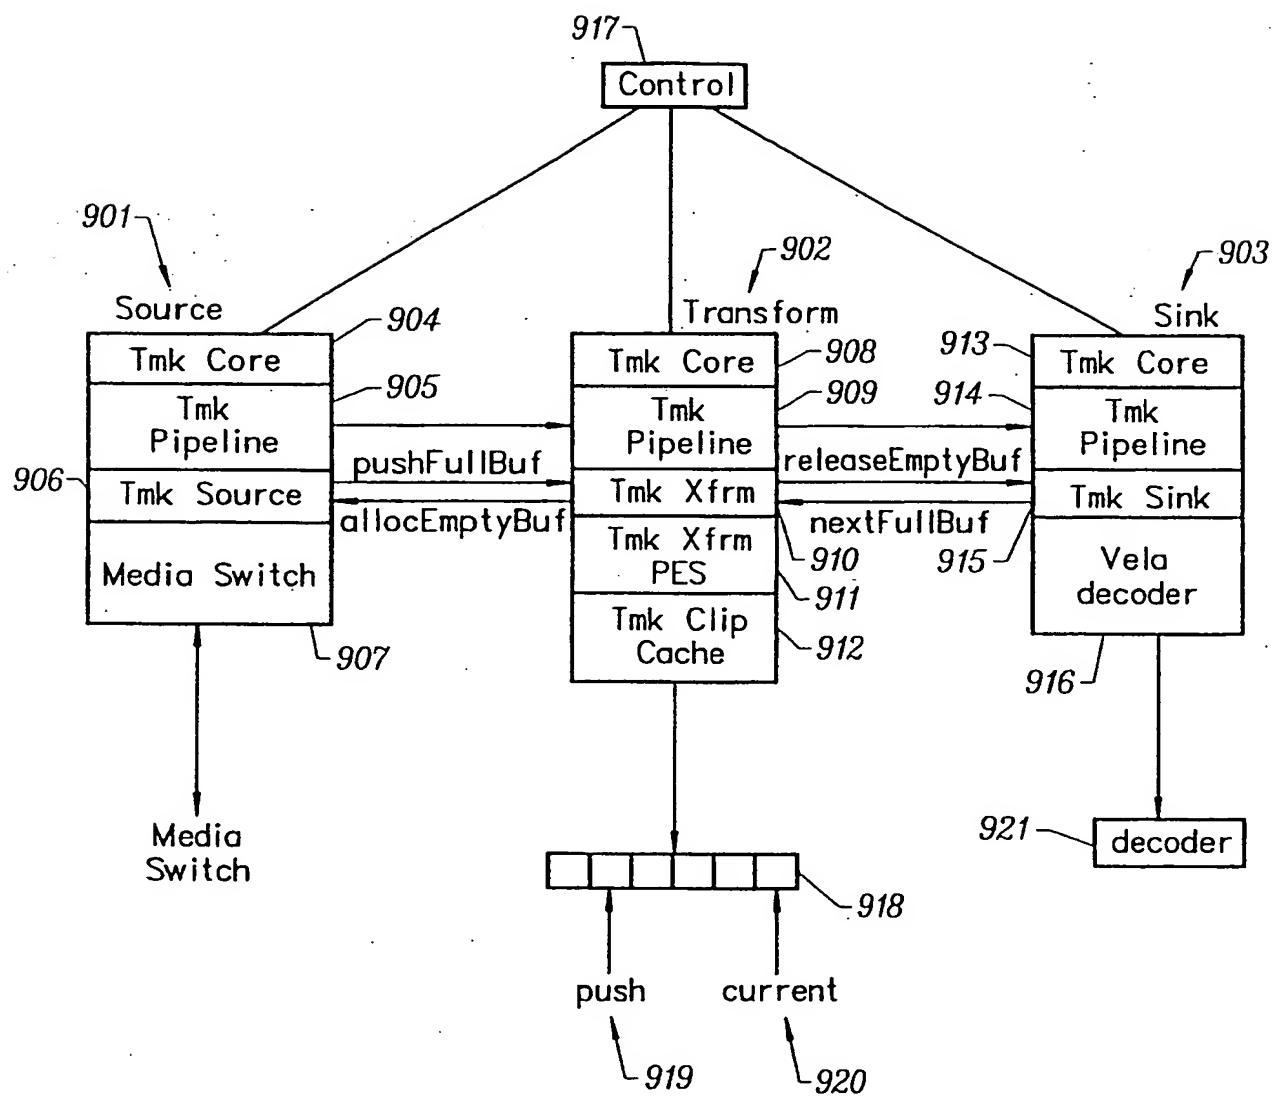 917
Control
901
902
903
Source
Transform
Sink
904
908
913
Tmk Core
Tmk Core
Tmk Core
905
909
914
Tmk
Pipeline
Tmk
Pipeline
Tmk
Pipeline
pushFullBuf
releaseEmptyBuf
906
Tmk Source
Tmk Xfrm
Tmk Sink
allocEmptyBuf
nextFullBuf
910
915
Media Switch
Tmk Xfrm
PES
911
Vela
decoder
Tmk Clip
Cache
912
907
916
Media
Switch
921
decoder
918
push
current
919
920